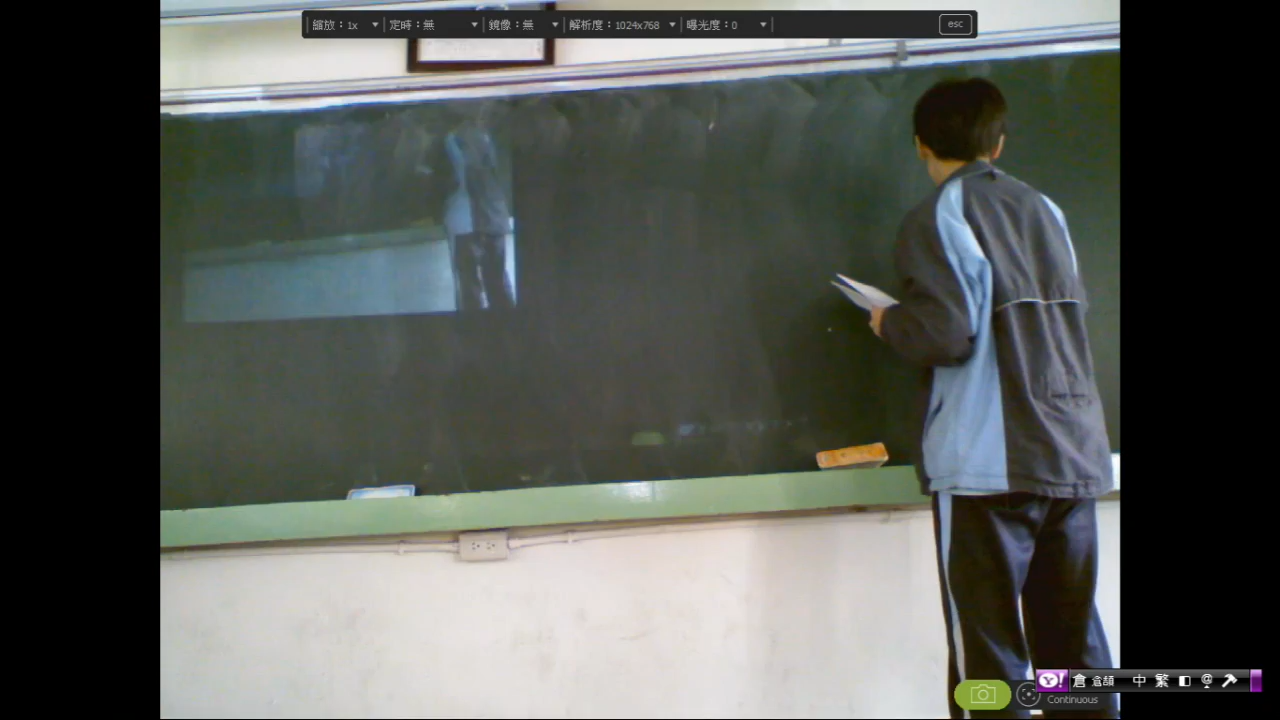 縮放：1x 定時：無 鏡像：無 解析度：1024x768 曝光度：0 esc
Y! 倉 倉頡 中 繁
Continuous